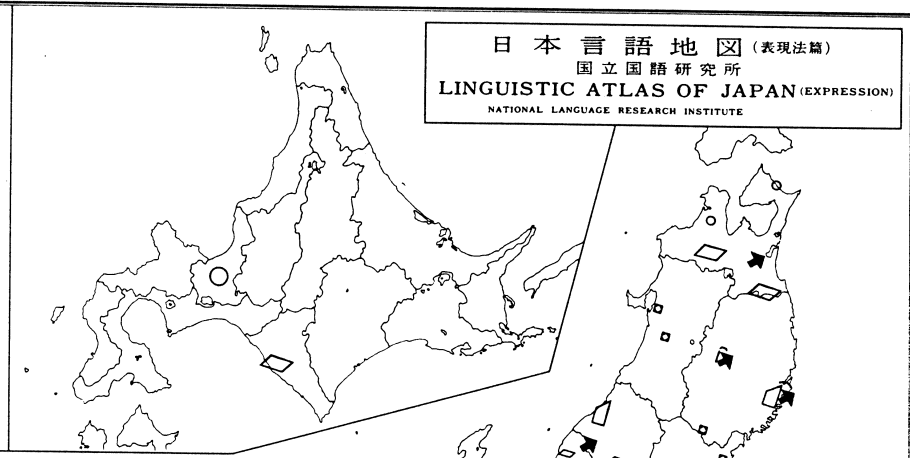 日本言語地図(表現法篇)
国立国語研究所
LINGUISTIC ATLAS OF JAPAN (EXPRESSION)
NATIONAL LANGUAGE RESEARCH INSTITUTE